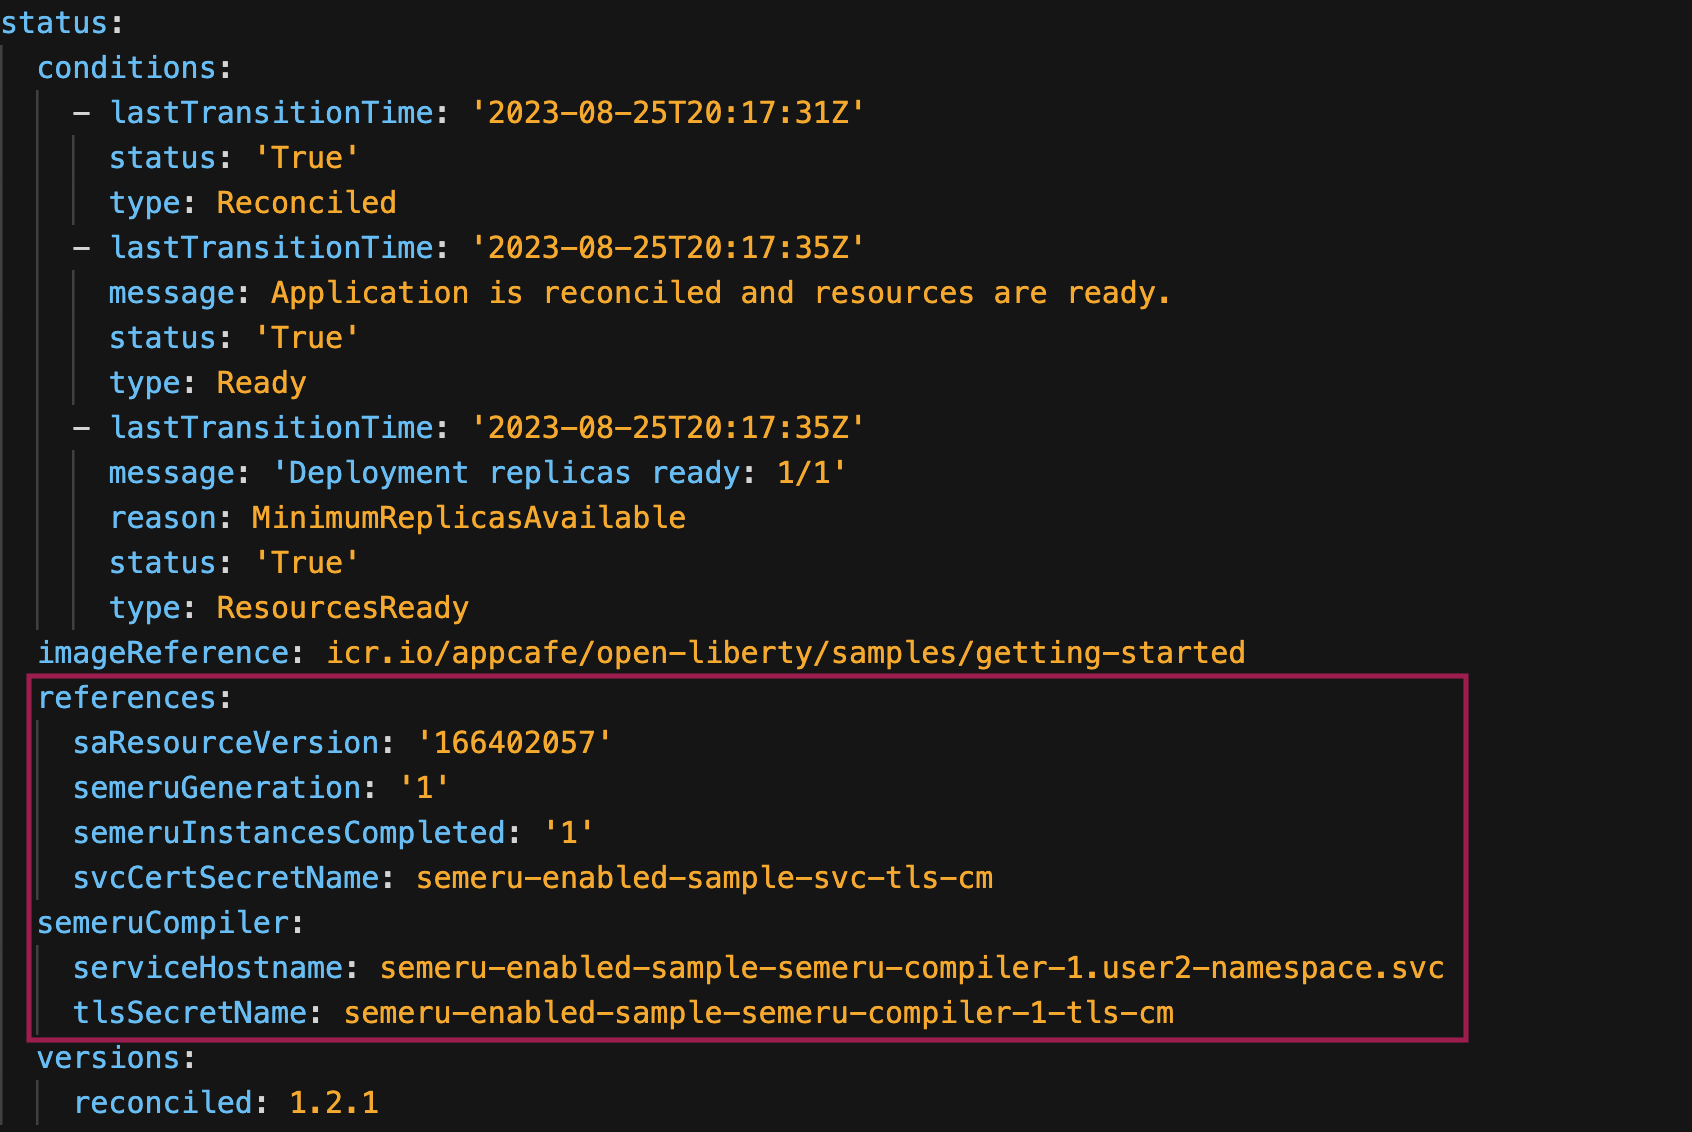 status:
  conditions:
    - lastTransitionTime: '2023-08-25T20:17:31Z'
      status: 'True'
      type: Reconciled
    - lastTransitionTime: '2023-08-25T20:17:35Z'
      message: Application is reconciled and resources are ready.
      status: 'True'
      type: Ready
    - lastTransitionTime: '2023-08-25T20:17:35Z'
      message: 'Deployment replicas ready: 1/1'
      reason: MinimumReplicasAvailable
      status: 'True'
      type: ResourcesReady
  imageReference: icr.io/appcafe/open-liberty/samples/getting-started
  references:
    saResourceVersion: '166402057'
    semeruGeneration: '1'
    semeruInstancesCompleted: '1'
    svcCertSecretName: semeru-enabled-sample-svc-tls-cm
  semeruCompiler:
    serviceHostname: semeru-enabled-sample-semeru-compiler-1.user2-namespace.svc
    tlsSecretName: semeru-enabled-sample-semeru-compiler-1-tls-cm
  versions:
    reconciled: 1.2.1